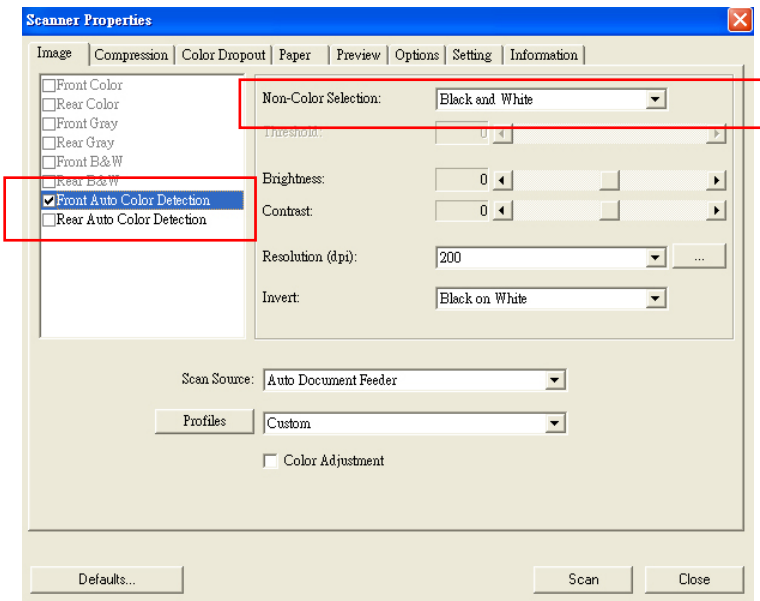 Scanner Properties
Image Compression Color Dropout Paper Preview Options Setting Information
Front Color
Rear Color
Front Gray
Rear Gray
Front B&W
Rear B&W
Front Auto Color Detection
Rear Auto Color Detection
Non-Color Selection: Black and White
Threshold: 0
Brightness: 0
Contrast: 0
Resolution (dpi): 200 ...
Invert: Black on White
Scan Source: Auto Document Feeder
Profiles Custom
Color Adjustment
Defaults... Scan Close